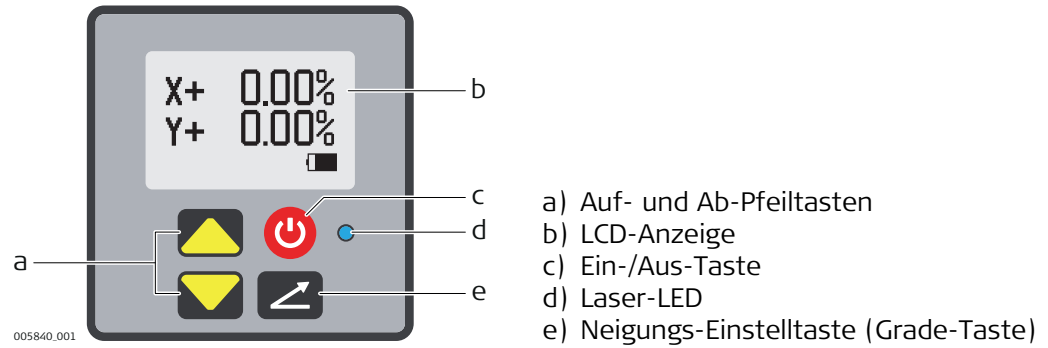 X+ 0.00%
Y+ 0.00%
b
c
d
a
e
005840_001
a) Auf- und Ab-Pfeiltasten
b) LCD-Anzeige
c) Ein-/Aus-Taste
d) Laser-LED
e) Neigungs-Einstelltaste (Grade-Taste)